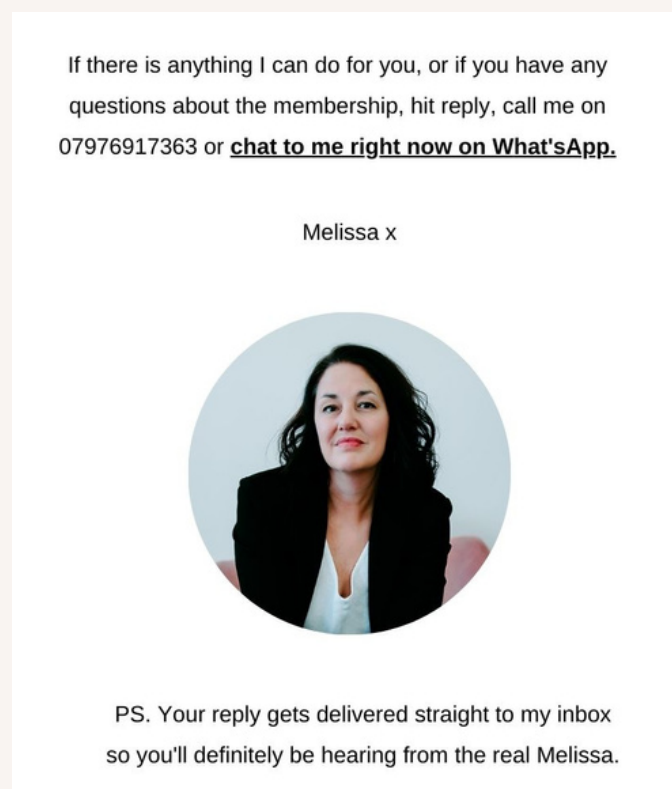 If there is anything I can do for you, or if you have any
questions about the membership, hit reply, call me on
07976917363 or chat to me right now on What'sApp.
Melissa x
PS. Your reply gets delivered straight to my inbox
so you'll definitely be hearing from the real Melissa.